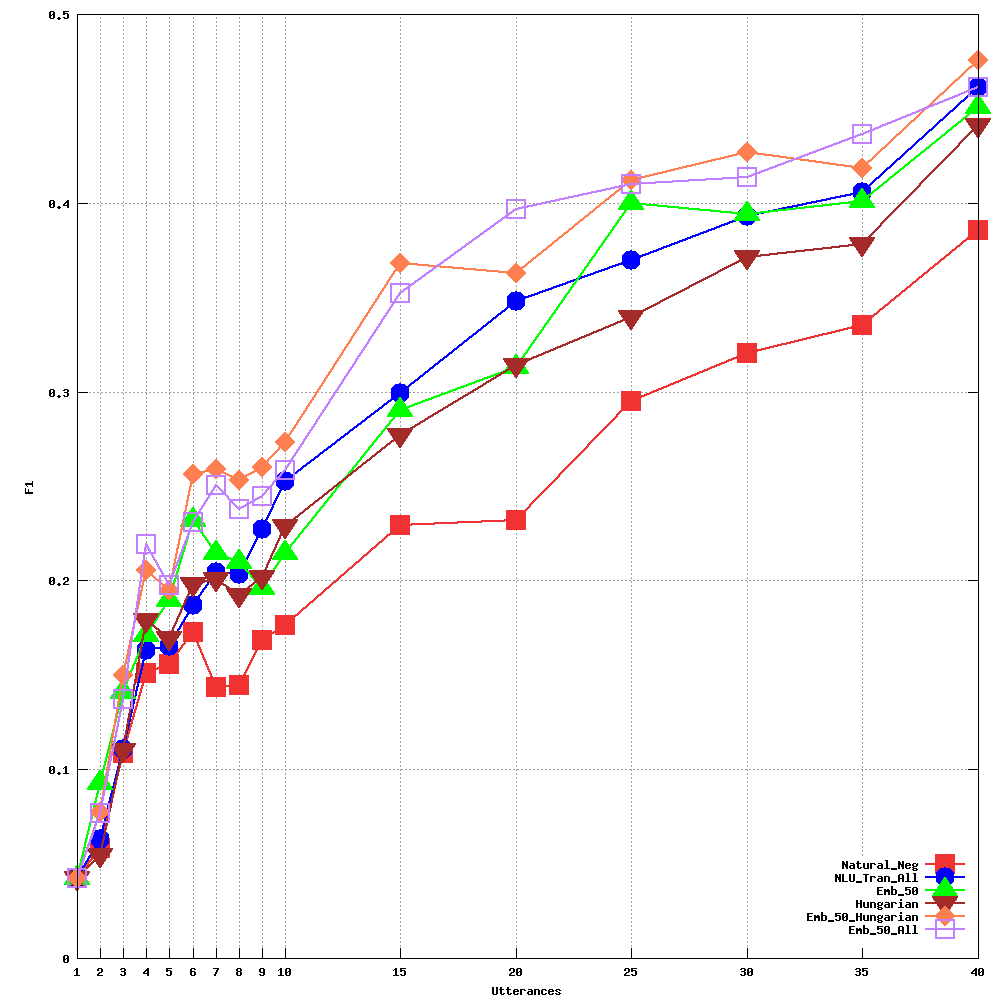 0.5
0.4
0.3
F1
0.2
0.1
Natural_Neg
NLU_Tran_All
Emb_50
Hungarian
Emb_50_Hungarian
Emb_50_All
0
1 2 3 4 5 6 7 8 9 10 15 20 25 30 35 40
Utterances